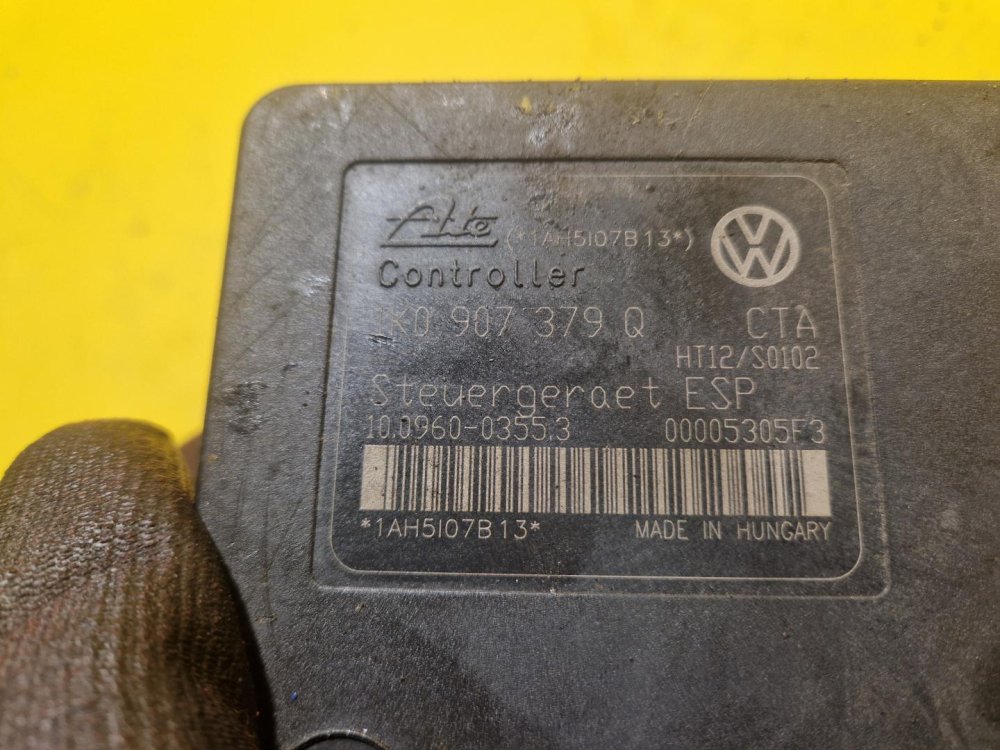 Ate (*1AH5I07B13*)
Controller
1K0 907 379 Q CTA
HT12/S0102
Steuergeraet ESP
10.0960-0355.3 00005305F3
*1AH5I07B13*
MADE IN HUNGARY